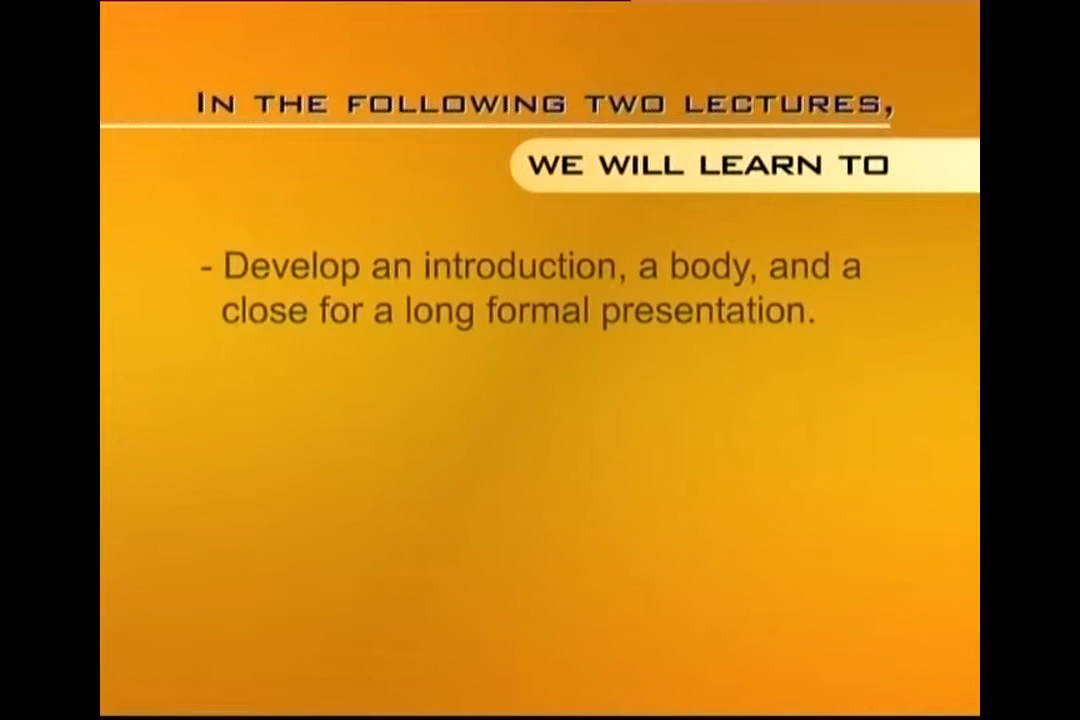 In the following two lectures,
we will learn to
- Develop an introduction, a body, and a
close for a long formal presentation.